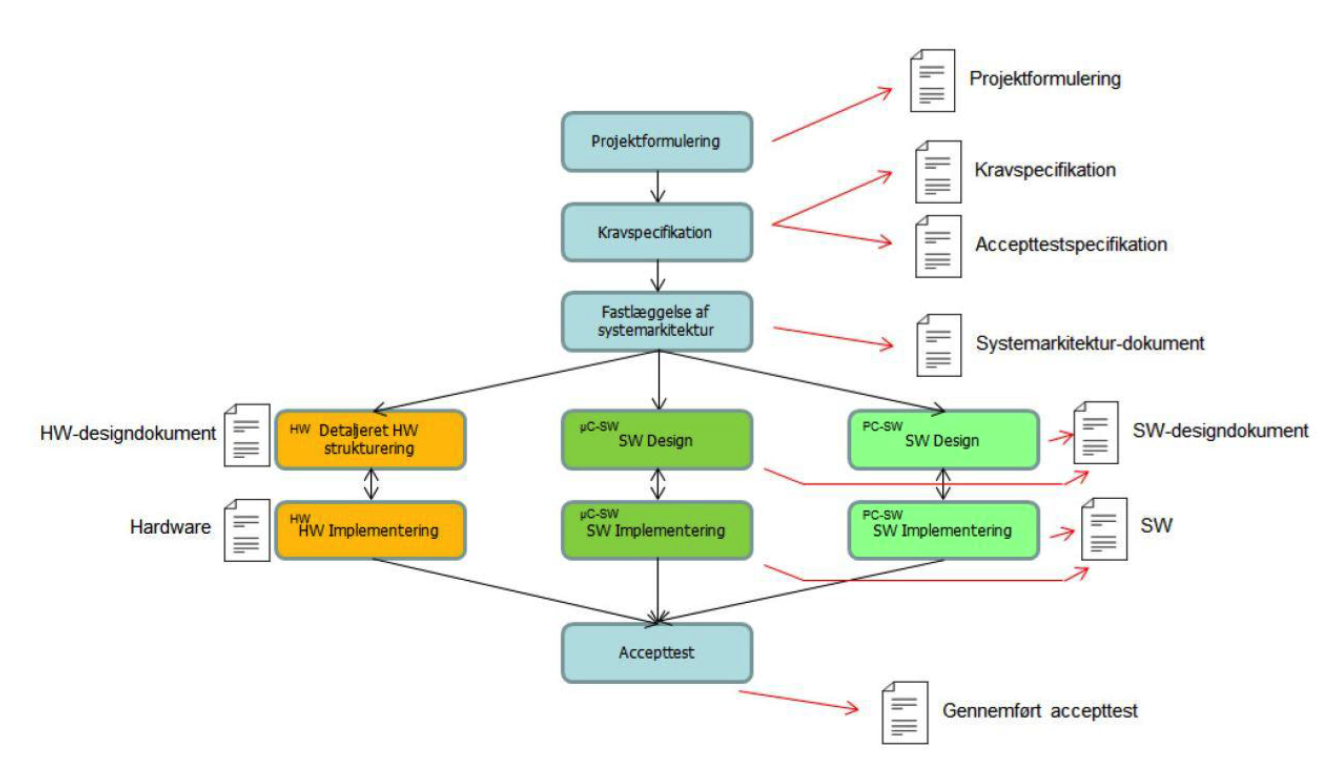 Projektformulering
Projektformulering
Kravspecifikation
Kravspecifikation
Accepttestspecifikation
Fastlæggelse af
systemarkitektur
Systemarkitektur-dokument
HW-designdokument
HW Detaljeret HW
strukturering
µC-SW
SW Design
PC-SW
SW Design
SW-designdokument
Hardware
HW
HW Implementering
µC-SW
SW Implementering
PC-SW
SW Implementering
SW
Accepttest
Gennemført accepttest